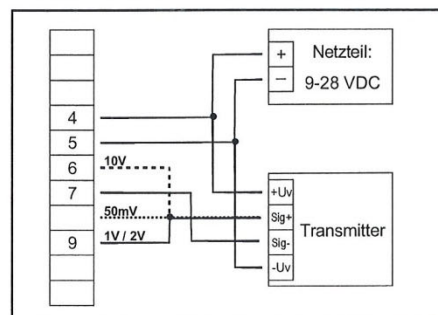 +
Netzteil:
−
9-28 VDC
4
5
6
10V
7
50mV
9
1V / 2V
+Uv
Sig+
Sig-
-Uv
Transmitter